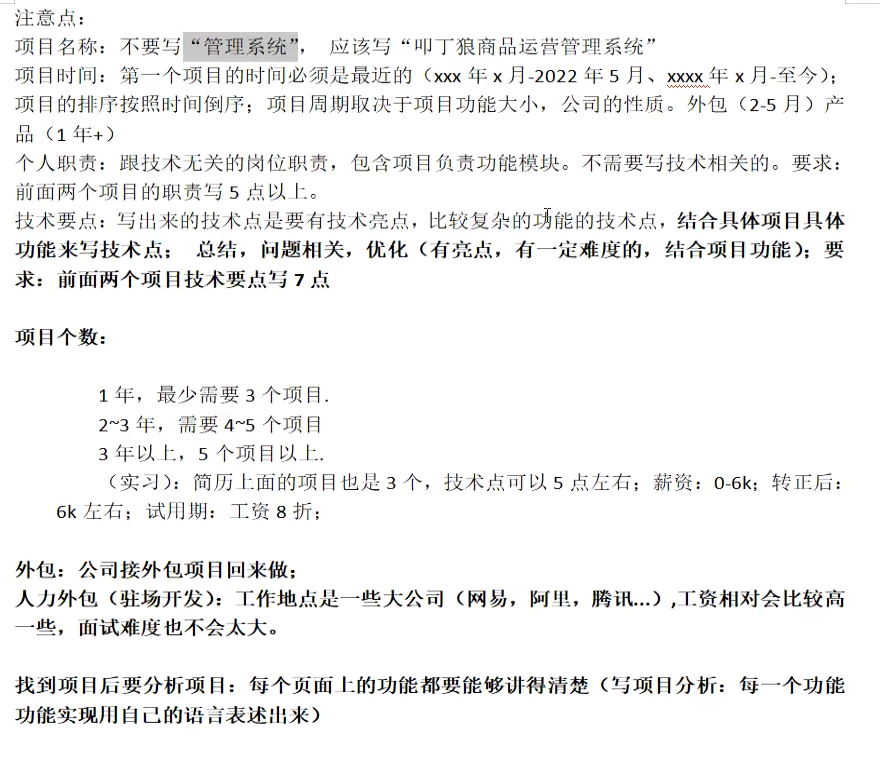 注意点：
项目名称：不要写“管理系统”， 应该写“叩丁狼商品运营管理系统”
项目时间：第一个项目的时间必须是最近的（xxx 年 x 月-2022 年 5 月、xxxx 年 x 月-至今）；
项目的排序按照时间倒序；项目周期取决于项目功能大小，公司的性质。外包（2-5 月）产
品（1 年+）
个人职责：跟技术无关的岗位职责，包含项目负责功能模块。不需要写技术相关的。要求：
前面两个项目的职责写 5 点以上。
技术要点：写出来的技术点是要有技术亮点，比较复杂的功能的技术点，结合具体项目具体
功能来写技术点； 总结，问题相关，优化（有亮点，有一定难度的，结合项目功能）；要
求：前面两个项目技术要点写 7 点
项目个数：
1 年，最少需要 3 个项目.
2~3 年，需要 4~5 个项目
3 年以上，5 个项目以上.
（实习）：简历上面的项目也是 3 个，技术点可以 5 点左右；薪资：0-6k；转正后：
6k 左右；试用期：工资 8 折；
外包：公司接外包项目回来做；
人力外包（驻场开发）：工作地点是一些大公司（网易，阿里，腾讯...）,工资相对会比较高
一些，面试难度也不会太大。
找到项目后要分析项目：每个页面上的功能都要能够讲得清楚（写项目分析：每一个功能
功能实现用自己的语言表述出来）